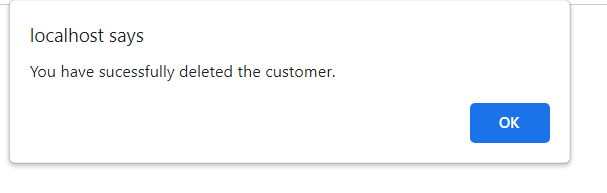 localhost says
You have sucessfully deleted the customer.
OK